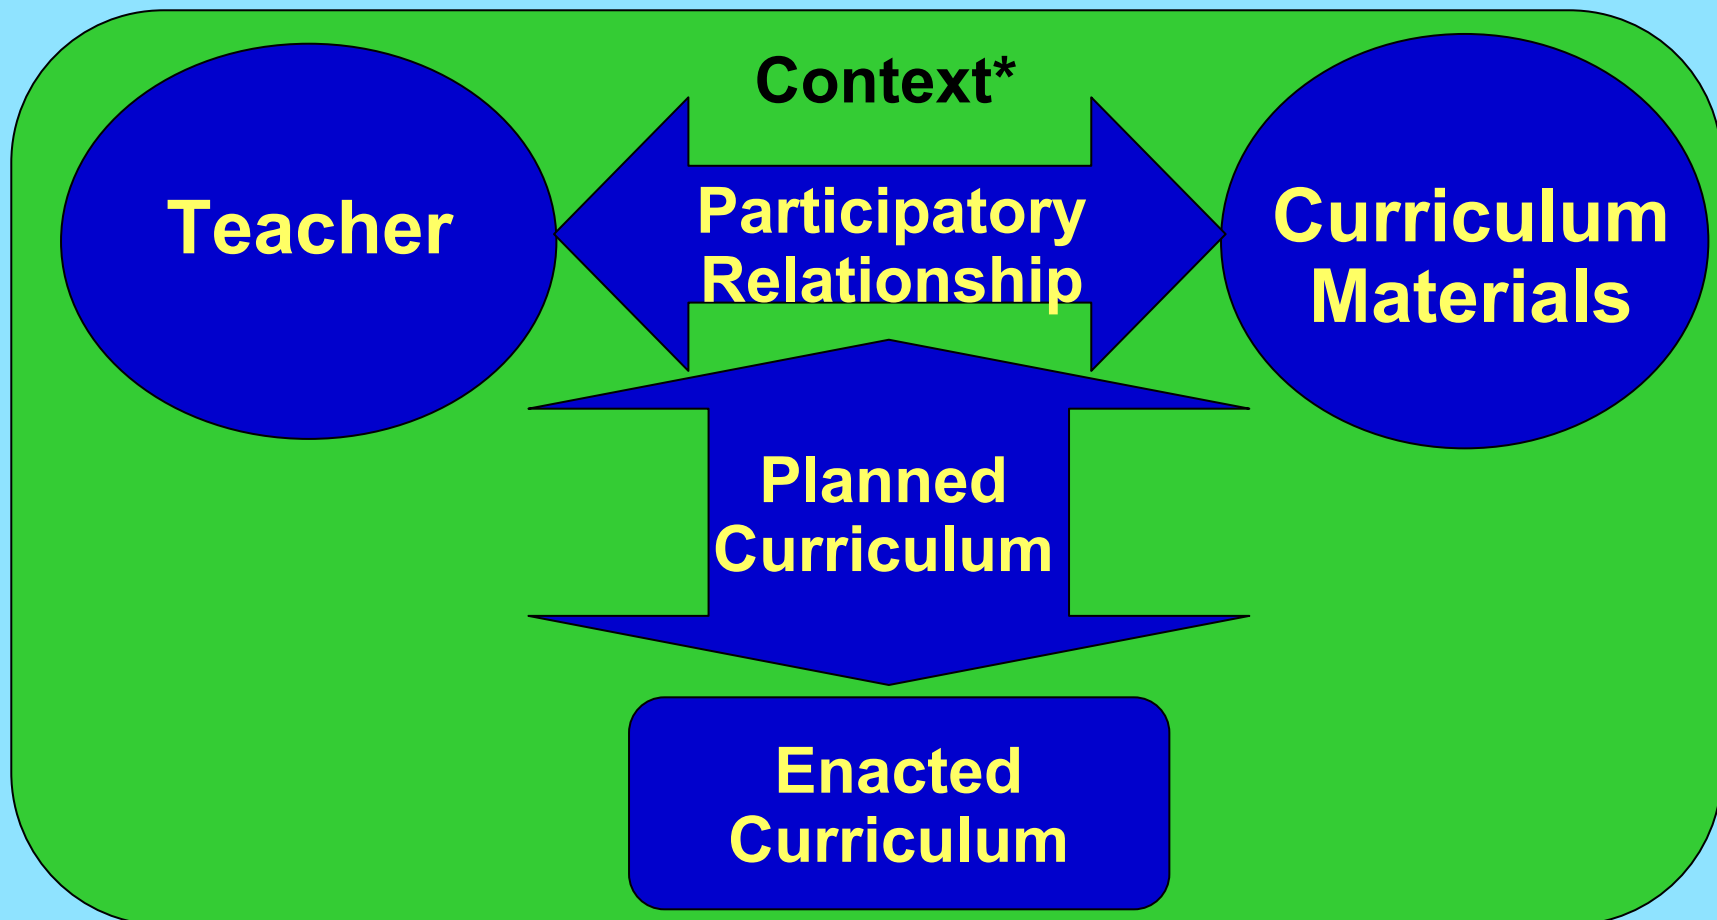 Context*
Teacher
Participatory
Relationship
Curriculum
Materials
Planned
Curriculum
Enacted
Curriculum